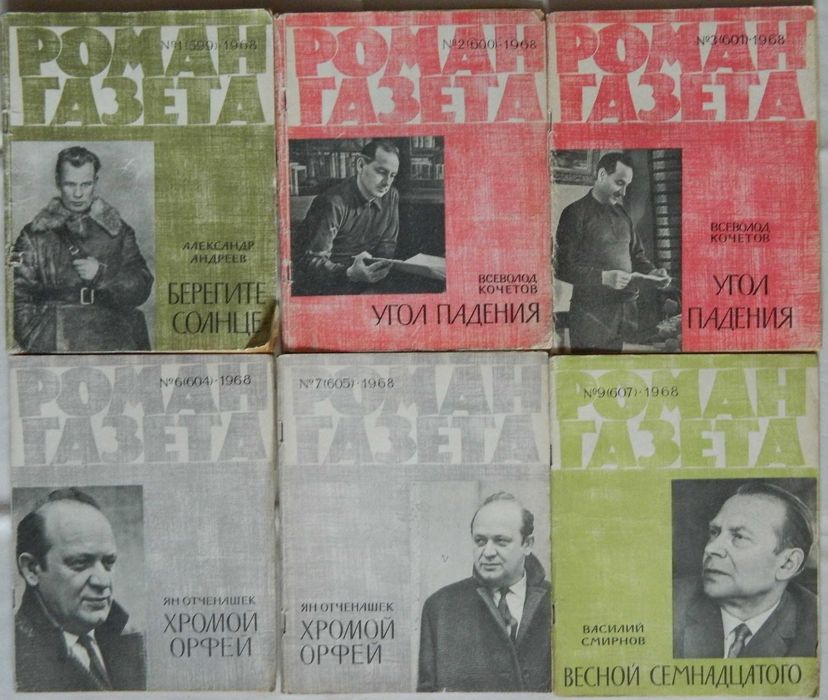 РОМАН
№1(599)·1968
ГАЗЕТА
АЛЕКСАНДР
АНДРЕЕВ
БЕРЕГИТЕ
СОЛНЦЕ
РОМАН
№2(600)·1968
ГАЗЕТА
ВСЕВОЛОД
КОЧЕТОВ
УГОЛ ПАДЕНИЯ
РОМАН
№3(601)·1968
ГАЗЕТА
ВСЕВОЛОД
КОЧЕТОВ
УГОЛ
ПАДЕНИЯ
РОМАН
№6(604)·1968
ГАЗЕТА
ЯН ОТЧЕНАШЕК
ХРОМОЙ
ОРФЕЙ
РОМАН
№7(605)·1968
ГАЗЕТА
ЯН ОТЧЕНАШЕК
ХРОМОЙ
ОРФЕЙ
РОМАН
№9(607)·1968
ГАЗЕТА
ВАСИЛИЙ
СМИРНОВ
ВЕСНОЙ СЕМНАДЦАТОГО